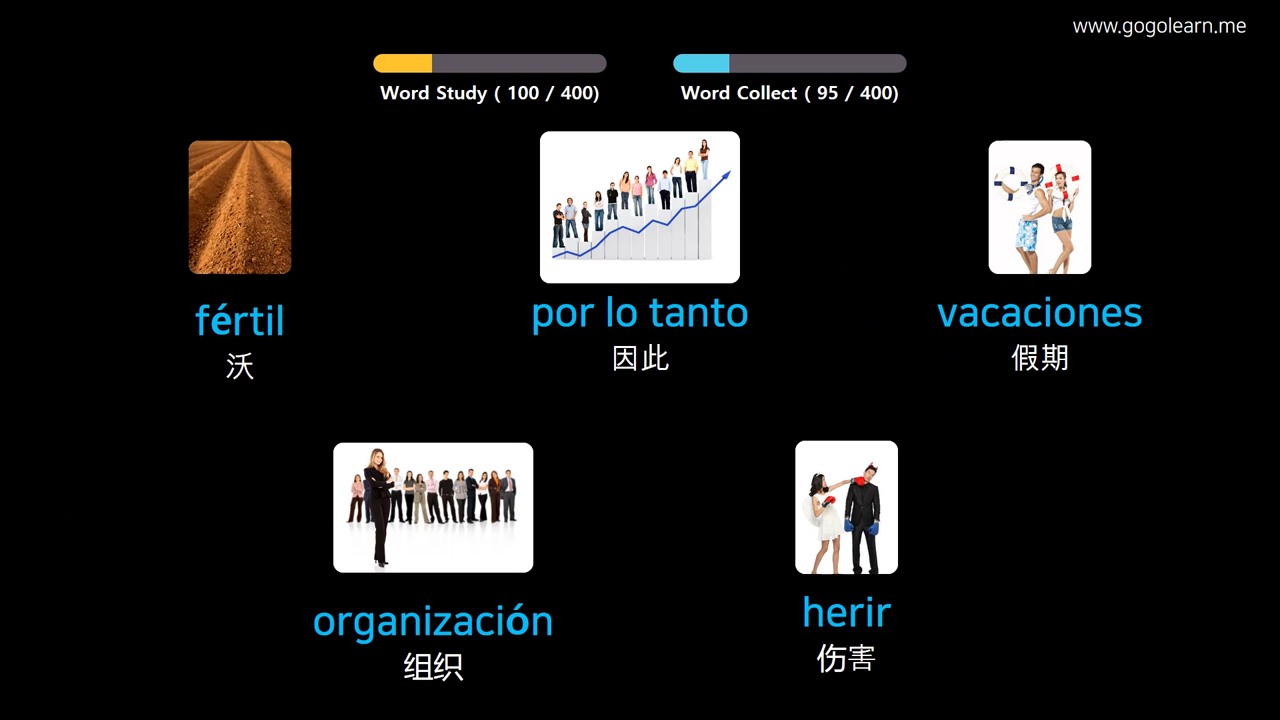 www.gogolearn.me
Word Study ( 100 / 400)
Word Collect ( 95 / 400)
fértil
沃
por lo tanto
因此
vacaciones
假期
organización
组织
herir
伤害